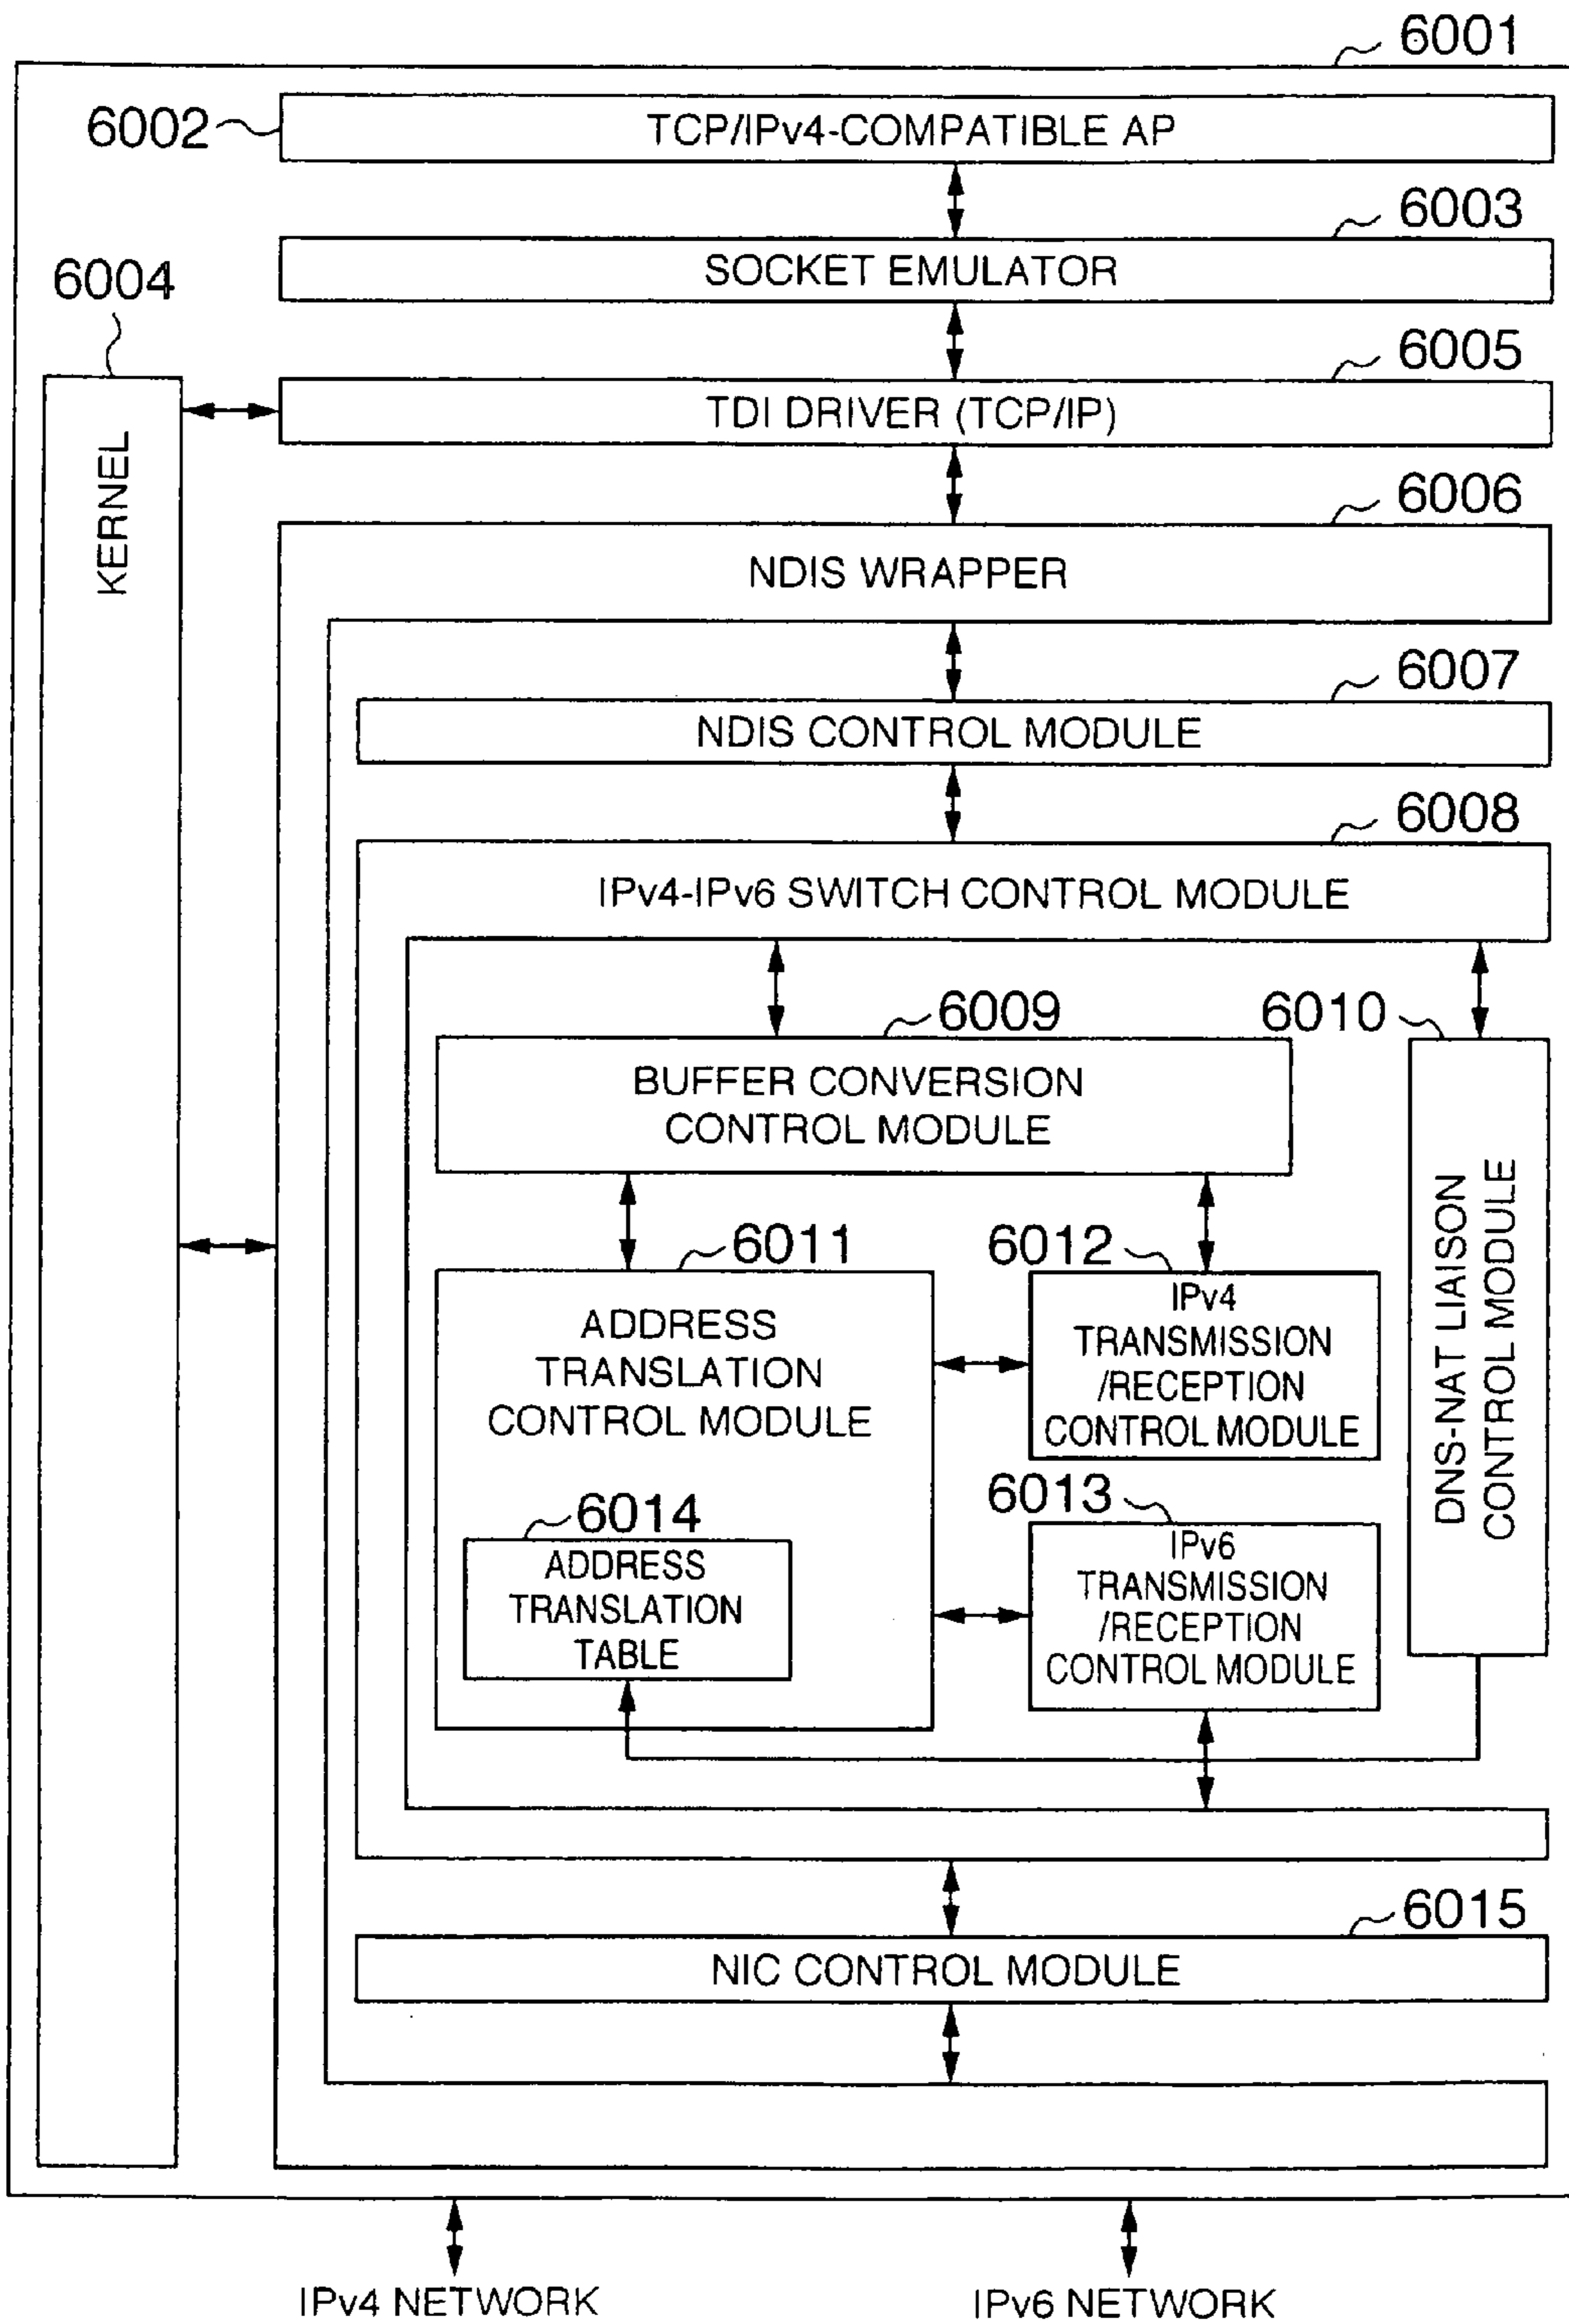 6001
6002
TCP/IPv4-COMPATIBLE AP
6003
SOCKET EMULATOR
6004
6005
TDI DRIVER (TCP/IP)
KERNEL
6006
NDIS WRAPPER
6007
NDIS CONTROL MODULE
6008
IPv4-IPv6 SWITCH CONTROL MODULE
6009
6010
BUFFER CONVERSION
CONTROL MODULE
DNS-NAT LIAISON
CONTROL MODULE
6011
6012
ADDRESS
TRANSLATION
CONTROL MODULE
IPv4
TRANSMISSION
/RECEPTION
CONTROL MODULE
6013
6014
ADDRESS
TRANSLATION
TABLE
IPv6
TRANSMISSION
/RECEPTION
CONTROL MODULE
6015
NIC CONTROL MODULE
IPv4 NETWORK
IPv6 NETWORK